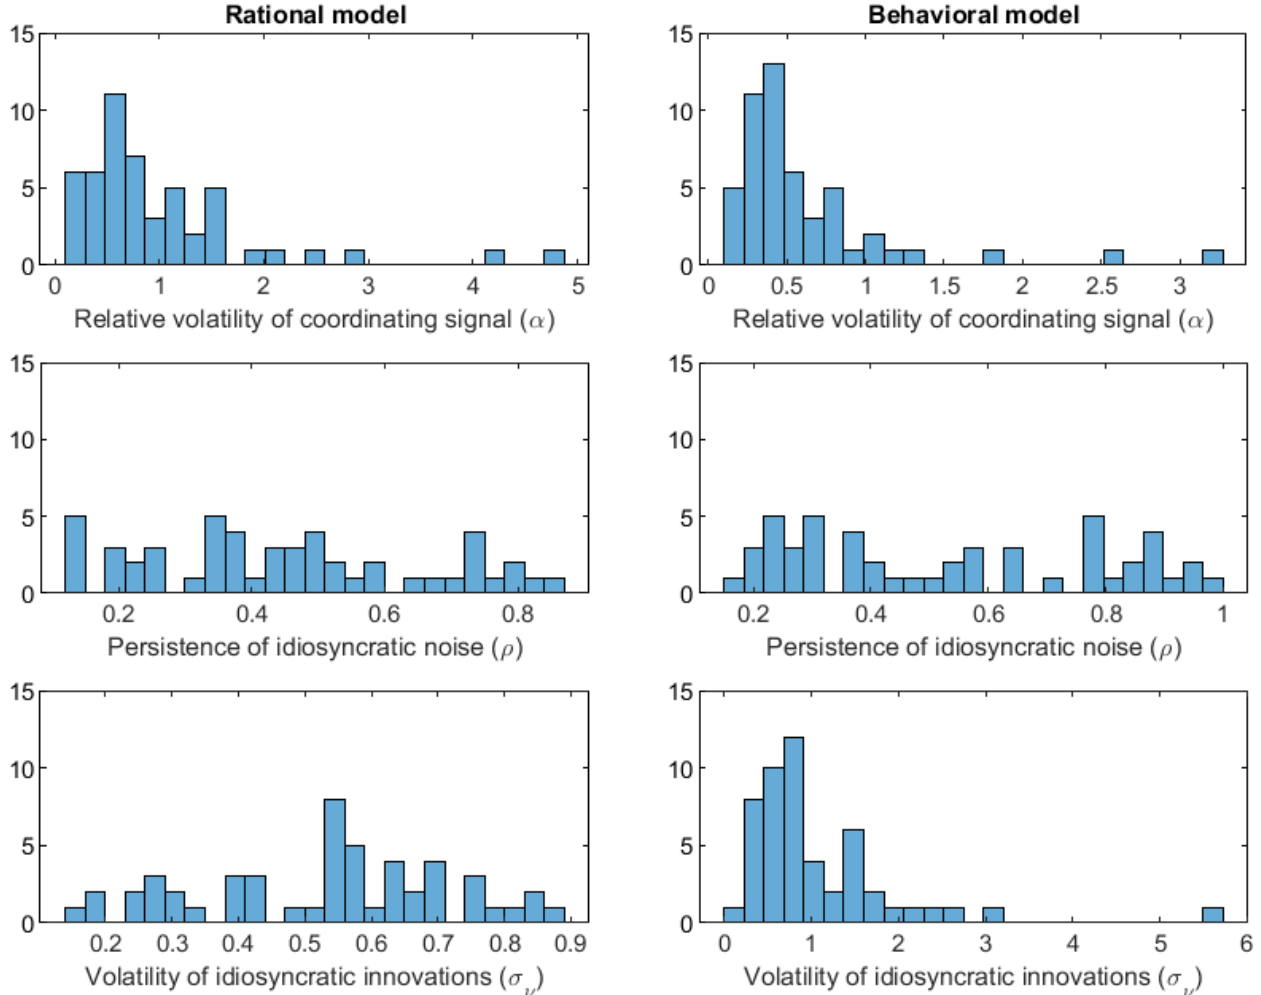 Rational model
Behavioral model
15
10
5
0
0 1 2 3 4 5
Relative volatility of coordinating signal (α)
15
10
5
0
0 0.5 1 1.5 2 2.5 3
Relative volatility of coordinating signal (α)
15
10
5
0
0.2 0.4 0.6 0.8
Persistence of idiosyncratic noise (ρ)
15
10
5
0
0.2 0.4 0.6 0.8 1
Persistence of idiosyncratic noise (ρ)
15
10
5
0
0.2 0.3 0.4 0.5 0.6 0.7 0.8 0.9
Volatility of idiosyncratic innovations (σν)
15
10
5
0
0 1 2 3 4 5 6
Volatility of idiosyncratic innovations (σν)